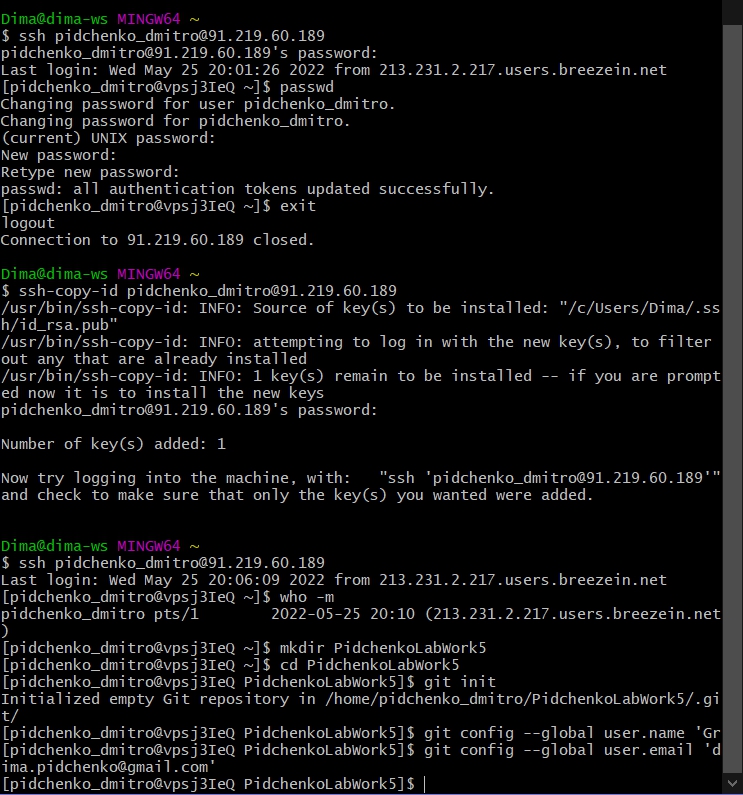 Dima@dima-ws MINGW64 ~
$ ssh pidchenko_dmitro@91.219.60.189
pidchenko_dmitro@91.219.60.189's password:
Last login: Wed May 25 20:01:26 2022 from 213.231.2.217.users.breezein.net
[pidchenko_dmitro@vpsj3IeQ ~]$ passwd
Changing password for user pidchenko_dmitro.
Changing password for pidchenko_dmitro.
(current) UNIX password:
New password:
Retype new password:
passwd: all authentication tokens updated successfully.
[pidchenko_dmitro@vpsj3IeQ ~]$ exit
logout
Connection to 91.219.60.189 closed.
Dima@dima-ws MINGW64 ~
$ ssh-copy-id pidchenko_dmitro@91.219.60.189
/usr/bin/ssh-copy-id: INFO: Source of key(s) to be installed: "/c/Users/Dima/.ss
h/id_rsa.pub"
/usr/bin/ssh-copy-id: INFO: attempting to log in with the new key(s), to filter
out any that are already installed
/usr/bin/ssh-copy-id: INFO: 1 key(s) remain to be installed -- if you are prompt
ed now it is to install the new keys
pidchenko_dmitro@91.219.60.189's password:
Number of key(s) added: 1
Now try logging into the machine, with:   "ssh 'pidchenko_dmitro@91.219.60.189'"
and check to make sure that only the key(s) you wanted were added.
Dima@dima-ws MINGW64 ~
$ ssh pidchenko_dmitro@91.219.60.189
Last login: Wed May 25 20:06:09 2022 from 213.231.2.217.users.breezein.net
[pidchenko_dmitro@vpsj3IeQ ~]$ who -m
pidchenko_dmitro pts/1        2022-05-25 20:10 (213.231.2.217.users.breezein.net
)
[pidchenko_dmitro@vpsj3IeQ ~]$ mkdir PidchenkoLabWork5
[pidchenko_dmitro@vpsj3IeQ ~]$ cd PidchenkoLabWork5
[pidchenko_dmitro@vpsj3IeQ PidchenkoLabWork5]$ git init
Initialized empty Git repository in /home/pidchenko_dmitro/PidchenkoLabWork5/.gi
t/
[pidchenko_dmitro@vpsj3IeQ PidchenkoLabWork5]$ git config --global user.name 'Gr
[pidchenko_dmitro@vpsj3IeQ PidchenkoLabWork5]$ git config --global user.email 'd
ima.pidchenko@gmail.com'
[pidchenko_dmitro@vpsj3IeQ PidchenkoLabWork5]$